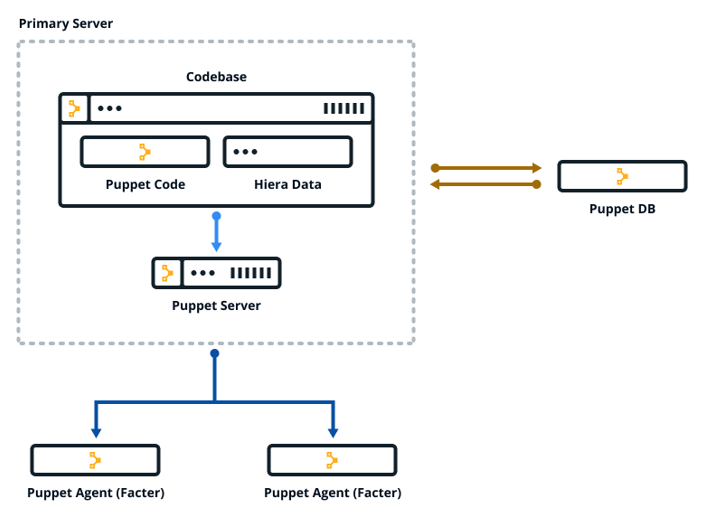 Primary Server
Codebase
Puppet Code
Hiera Data
Puppet DB
Puppet Server
Puppet Agent (Facter)
Puppet Agent (Facter)